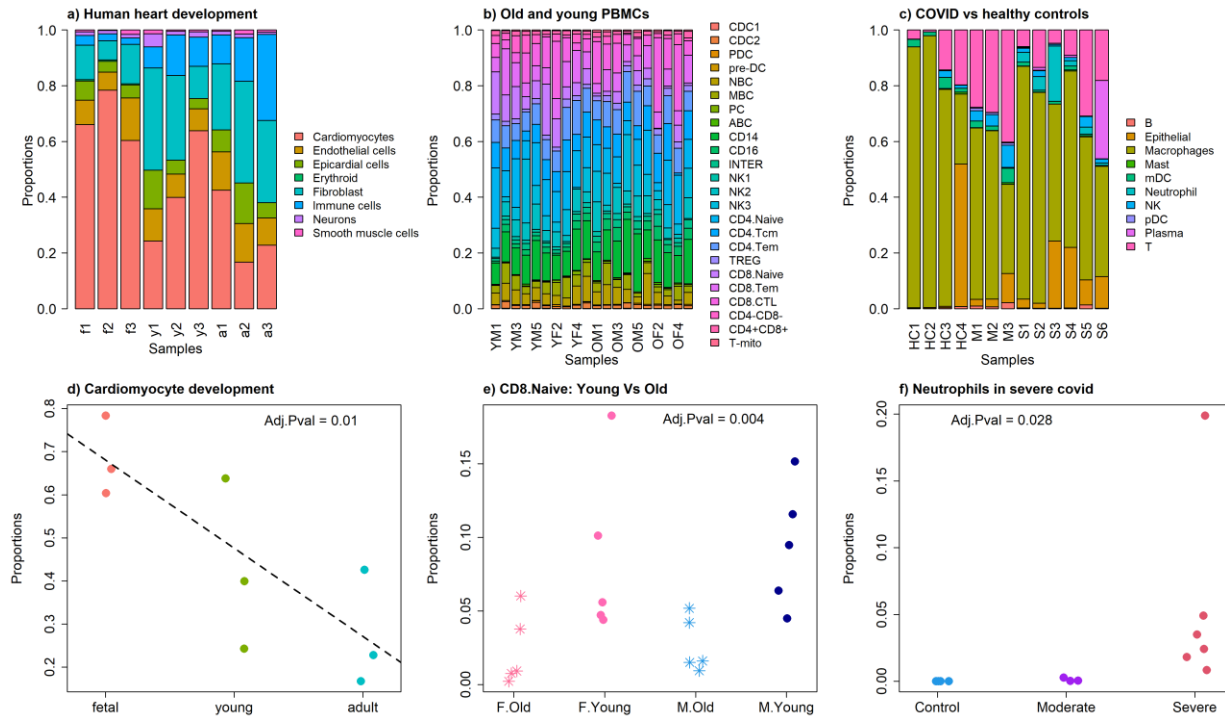 a) Human heart development
1.0
0.8
0.6
0.4
0.2
0.0
Proportions
f1
f2
f3
y1
y2
y3
a1
a2
a3
Samples
Cardiomyocytes
Endothelial cells
Epicardial cells
Erythroid
Fibroblast
Immune cells
Neurons
Smooth muscle cells
b) Old and young PBMCs
1.0
0.8
0.6
0.4
0.2
0.0
Proportions
YM1
YM3
YM5
YF2
YF4
OM1
OM3
OM5
OF2
OF4
Samples
CDC1
CDC2
PDC
pre-DC
NBC
MBC
PC
ABC
CD14
CD16
INTER
NK1
NK2
NK3
CD4.Naive
CD4.Tcm
CD4.Tem
TREG
CD8.Naive
CD8.Tem
CD8.CTL
CD4-CD8-
CD4+CD8+
T-mito
c) COVID vs healthy controls
1.0
0.8
0.6
0.4
0.2
0.0
Proportions
HC1
HC2
HC3
HC4
M1
M2
M3
S1
S2
S3
S4
S5
S6
Samples
B
Epithelial
Macrophages
Mast
mDC
Neutrophil
NK
pDC
Plasma
T
d) Cardiomyocyte development
Adj.Pval = 0.01
0.8
0.7
0.6
0.5
0.4
0.3
0.2
Proportions
fetal
young
adult
e) CD8.Naive: Young Vs Old
Adj.Pval = 0.004
0.15
0.10
0.05
0.00
Proportions
F.Old
F.Young
M.Old
M.Young
f) Neutrophils in severe covid
Adj.Pval = 0.028
0.20
0.15
0.10
0.05
0.00
Proportions
Control
Moderate
Severe